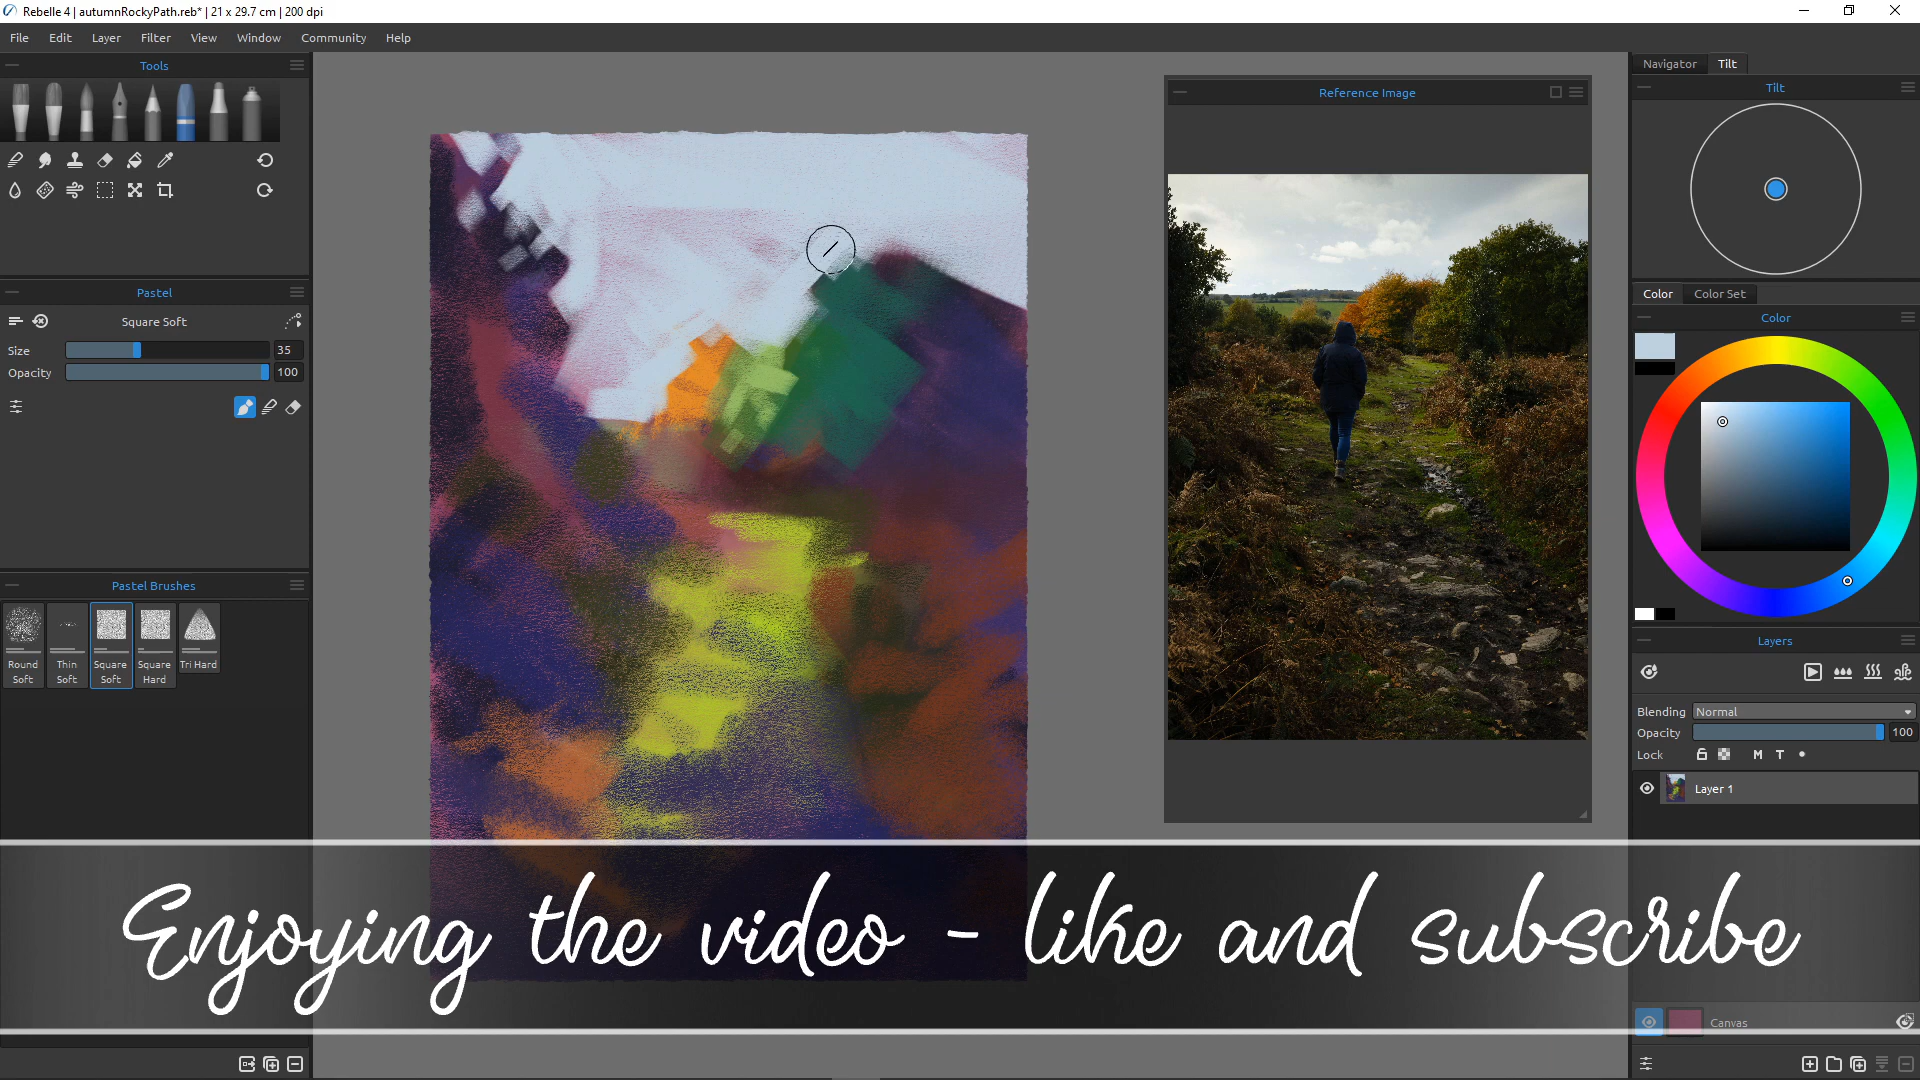 Rebelle 4 | autumnRockyPath.reb* | 21 x 29.7 cm | 200 dpi
File Edit Layer Filter View Window Community Help
Tools
Pastel
Square Soft
Size 35
Opacity 100
Pastel Brushes
Round Soft
Thin Soft
Square Soft
Square Hard
Tri Hard
Reference Image
Navigator Tilt
Tilt
Color Color Set
Color
Layers
Blending Normal
Opacity 100
Lock M T
Layer 1
Enjoying the video - like and subscribe
Canvas